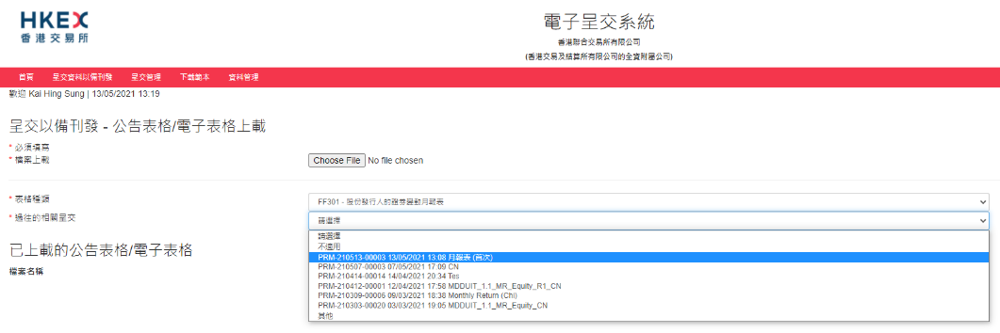 HKEX
香港交易所
電子呈交系統
香港聯合交易所有限公司
(香港交易及結算所有限公司的全資附屬公司)
首頁 呈交資料以備刊發 呈交管理 下載範本 資料管理
歡迎 Kai Hing Sung | 13/05/2021 13:19
呈交以備刊發 - 公告表格/電子表格上載
* 必須填寫
* 檔案上載 Choose File No file chosen
* 表格種類 FF301 - 股份發行人的證券變動月報表
* 過往的相關呈交 請選擇
請選擇
不適用
已上載的公告表格/電子表格
PRM-210513-00003 13/05/2021 13:08 月報表 (首次)
PRM-210507-00003 07/05/2021 17:09 CN
檔案名稱
PRM-210414-00014 14/04/2021 20:34 Tes
PRM-210412-00001 12/04/2021 17:58 MDDUIT_1.1_MR_Equity_R1_CN
PRM-210309-00006 09/03/2021 18:38 Monthly Return (Chi)
PRM-210303-00020 03/03/2021 19:05 MDDUIT_1.1_MR_Equity_CN
其他